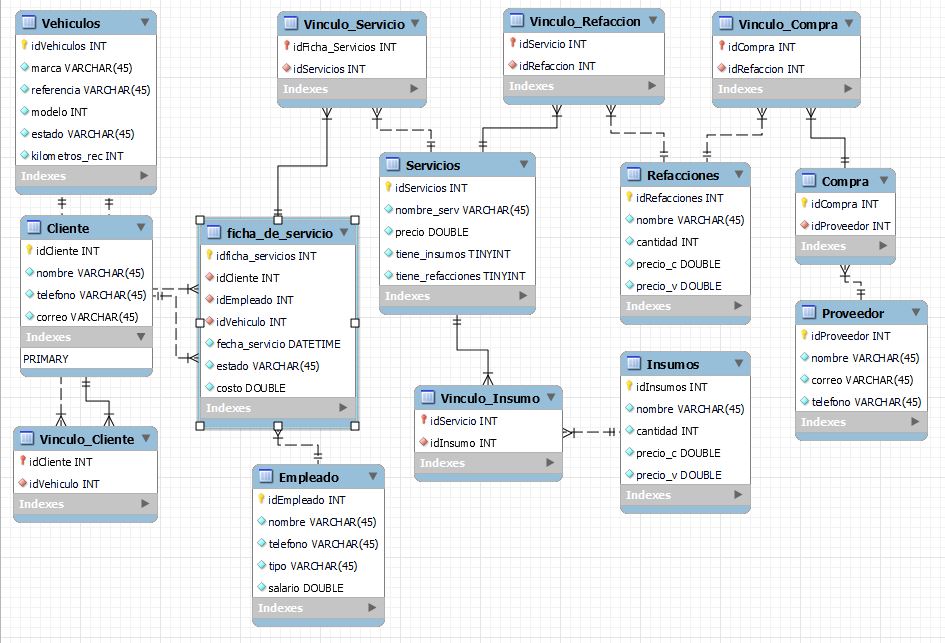 Vehiculos
idVehiculos INT
marca VARCHAR(45)
referencia VARCHAR(45)
modelo INT
estado VARCHAR(45)
kilometros_rec INT
Indexes
Vinculo_Servicio
idFicha_Servicios INT
idServicios INT
Indexes
Vinculo_Refaccion
idServicio INT
idRefaccion INT
Indexes
Vinculo_Compra
idCompra INT
idRefaccion INT
Indexes
Cliente
idCliente INT
nombre VARCHAR(45)
telefono VARCHAR(45)
correo VARCHAR(45)
Indexes
PRIMARY
ficha_de_servicio
idficha_servicios INT
idCliente INT
idEmpleado INT
idVehiculo INT
fecha_servicio DATETIME
estado VARCHAR(45)
costo DOUBLE
Indexes
Servicios
idServicios INT
nombre_serv VARCHAR(45)
precio DOUBLE
tiene_insumos TINYINT
tiene_refacciones TINYINT
Indexes
Refacciones
idRefacciones INT
nombre VARCHAR(45)
cantidad INT
precio_c DOUBLE
precio_v DOUBLE
Indexes
Compra
idCompra INT
idProveedor INT
Indexes
Proveedor
idProveedor INT
nombre VARCHAR(45)
correo VARCHAR(45)
telefono VARCHAR(45)
Indexes
Vinculo_Cliente
idCliente INT
idVehiculo INT
Indexes
Empleado
idEmpleado INT
nombre VARCHAR(45)
telefono VARCHAR(45)
tipo VARCHAR(45)
salario DOUBLE
Indexes
Vinculo_Insumo
idServicio INT
idInsumo INT
Indexes
Insumos
idInsumos INT
nombre VARCHAR(45)
cantidad INT
precio_c DOUBLE
precio_v DOUBLE
Indexes